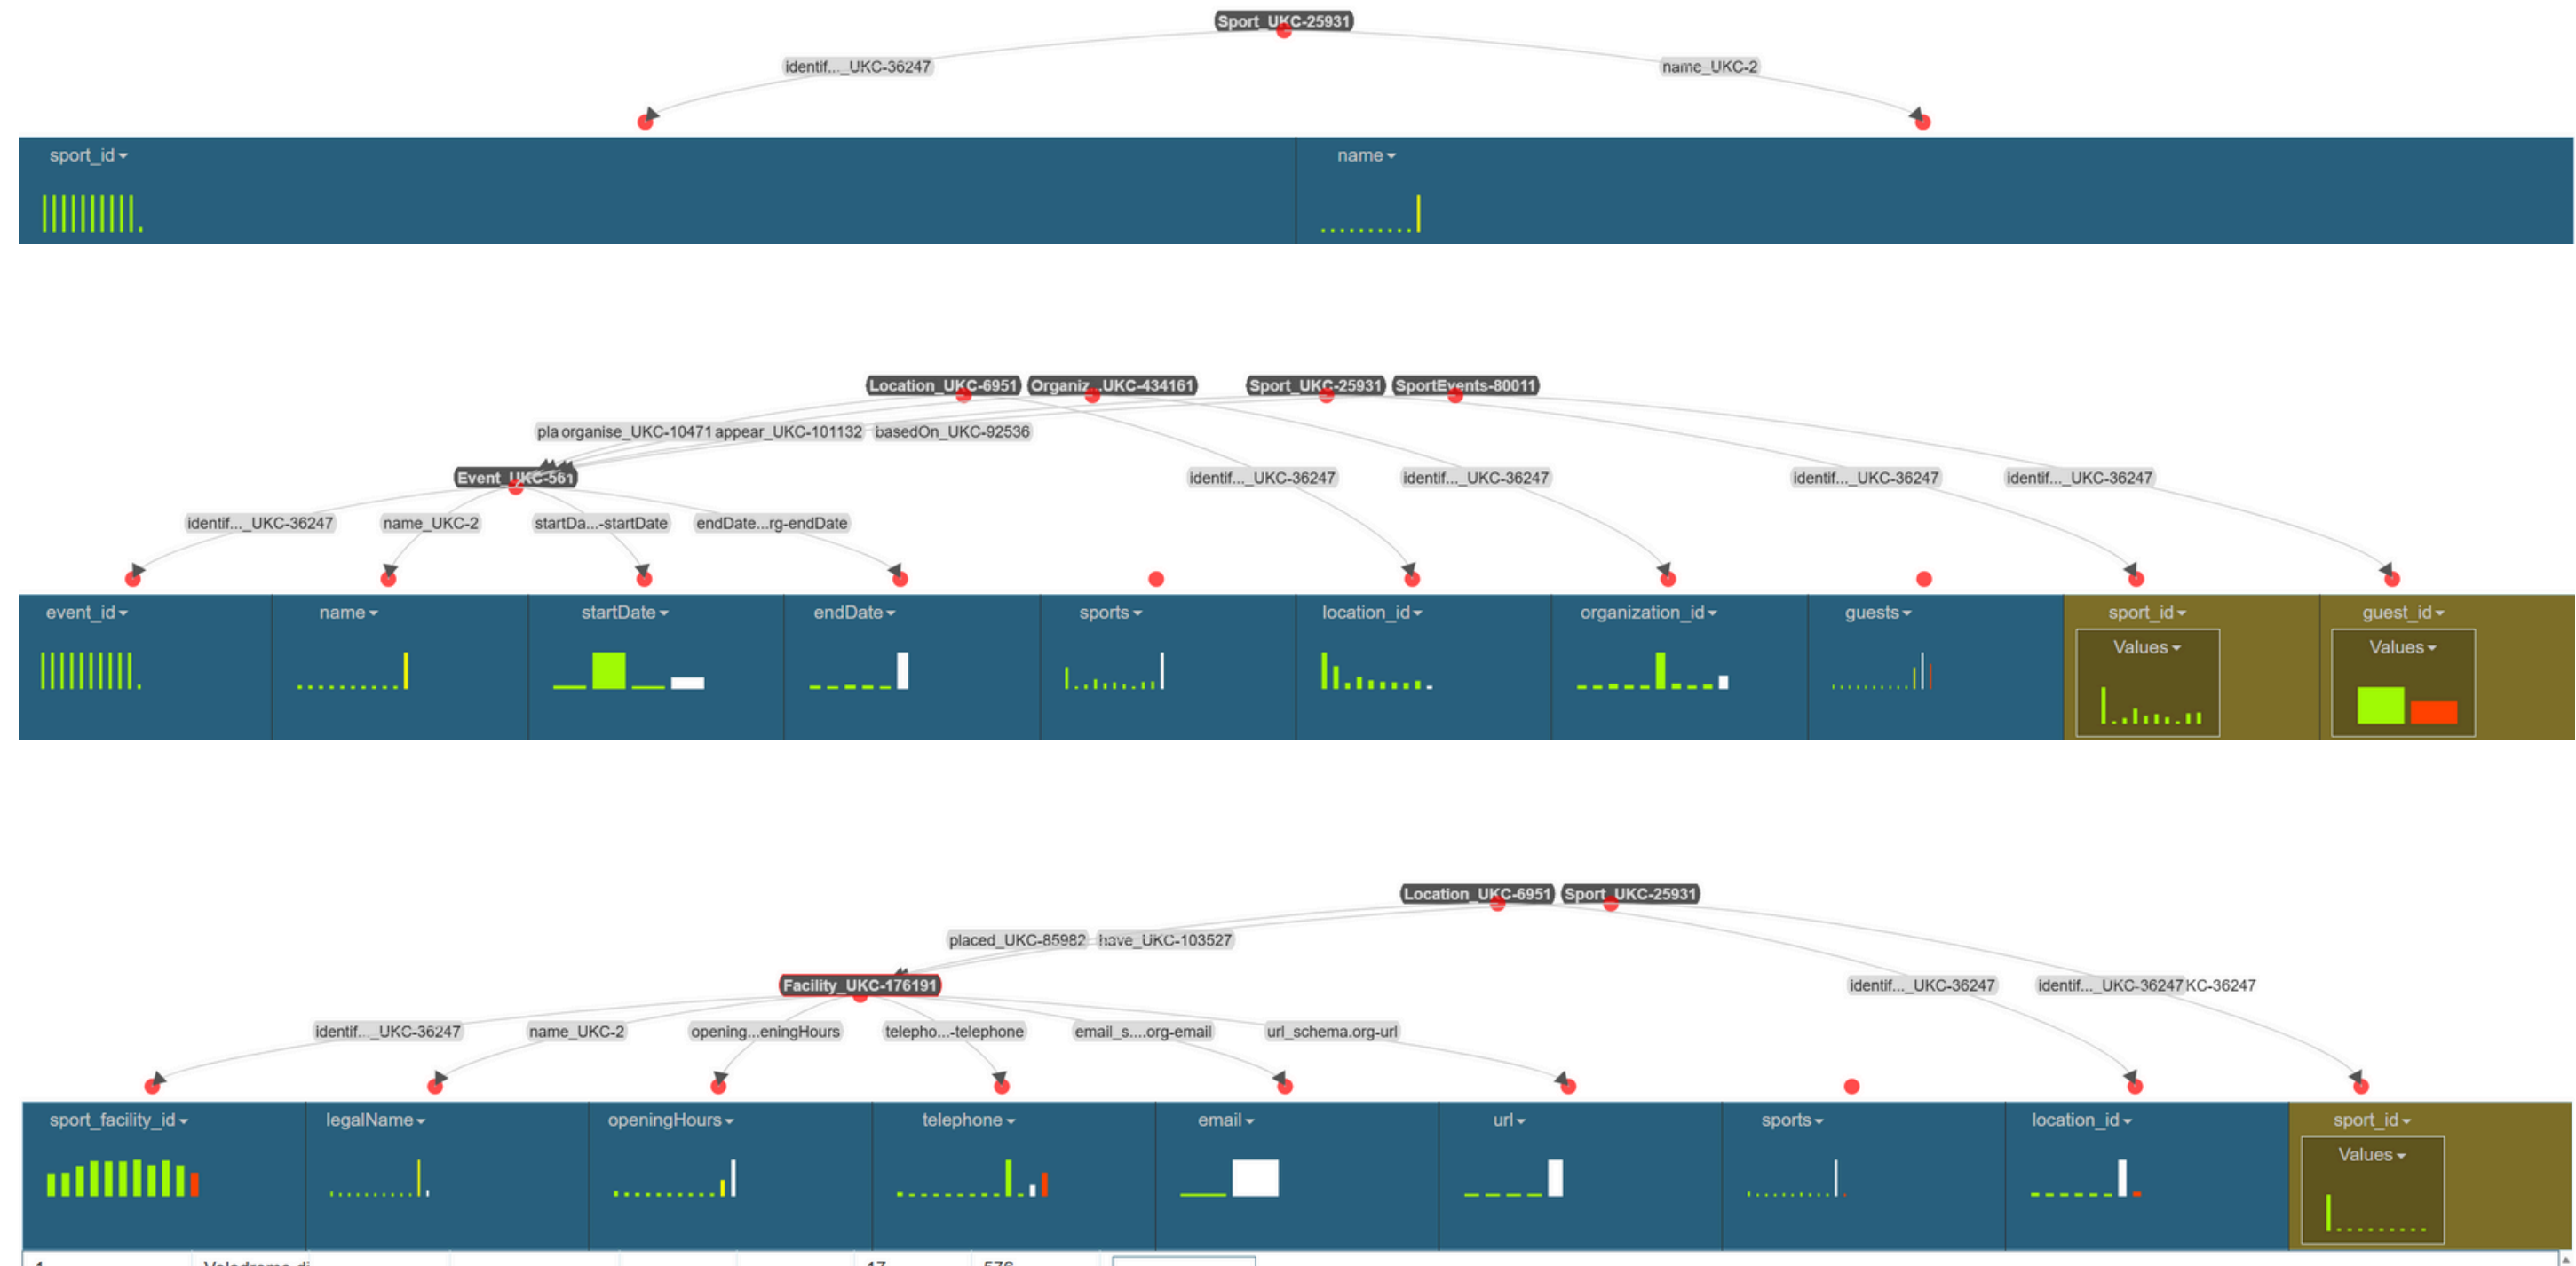 Sport_UKC-25931
identif..._UKC-36247 name_UKC-2
sport_id name
Location_UKC-6951 Organiz...UKC-434161 Sport_UKC-25931 SportEvents-80011
pla organise_UKC-10471 appear_UKC-101132 basedOn_UKC-92536
Event_UKC-561 identif..._UKC-36247 identif..._UKC-36247 identif..._UKC-36247 identif..._UKC-36247
identif..._UKC-36247 name_UKC-2 startDa...-startDate endDate...rg-endDate
event_id name startDate endDate sports location_id organization_id guests sport_id guest_id
Values Values
Location_UKC-6951 Sport_UKC-25931
placed_UKC-85982 have_UKC-103527
Facility_UKC-176191 identif..._UKC-36247 identif..._UKC-36247 KC-36247
identif..._UKC-36247 name_UKC-2 opening...eningHours telepho...-telephone email_s....org-email url_schema.org-url
sport_facility_id legalName openingHours telephone email url sports location_id sport_id
Values